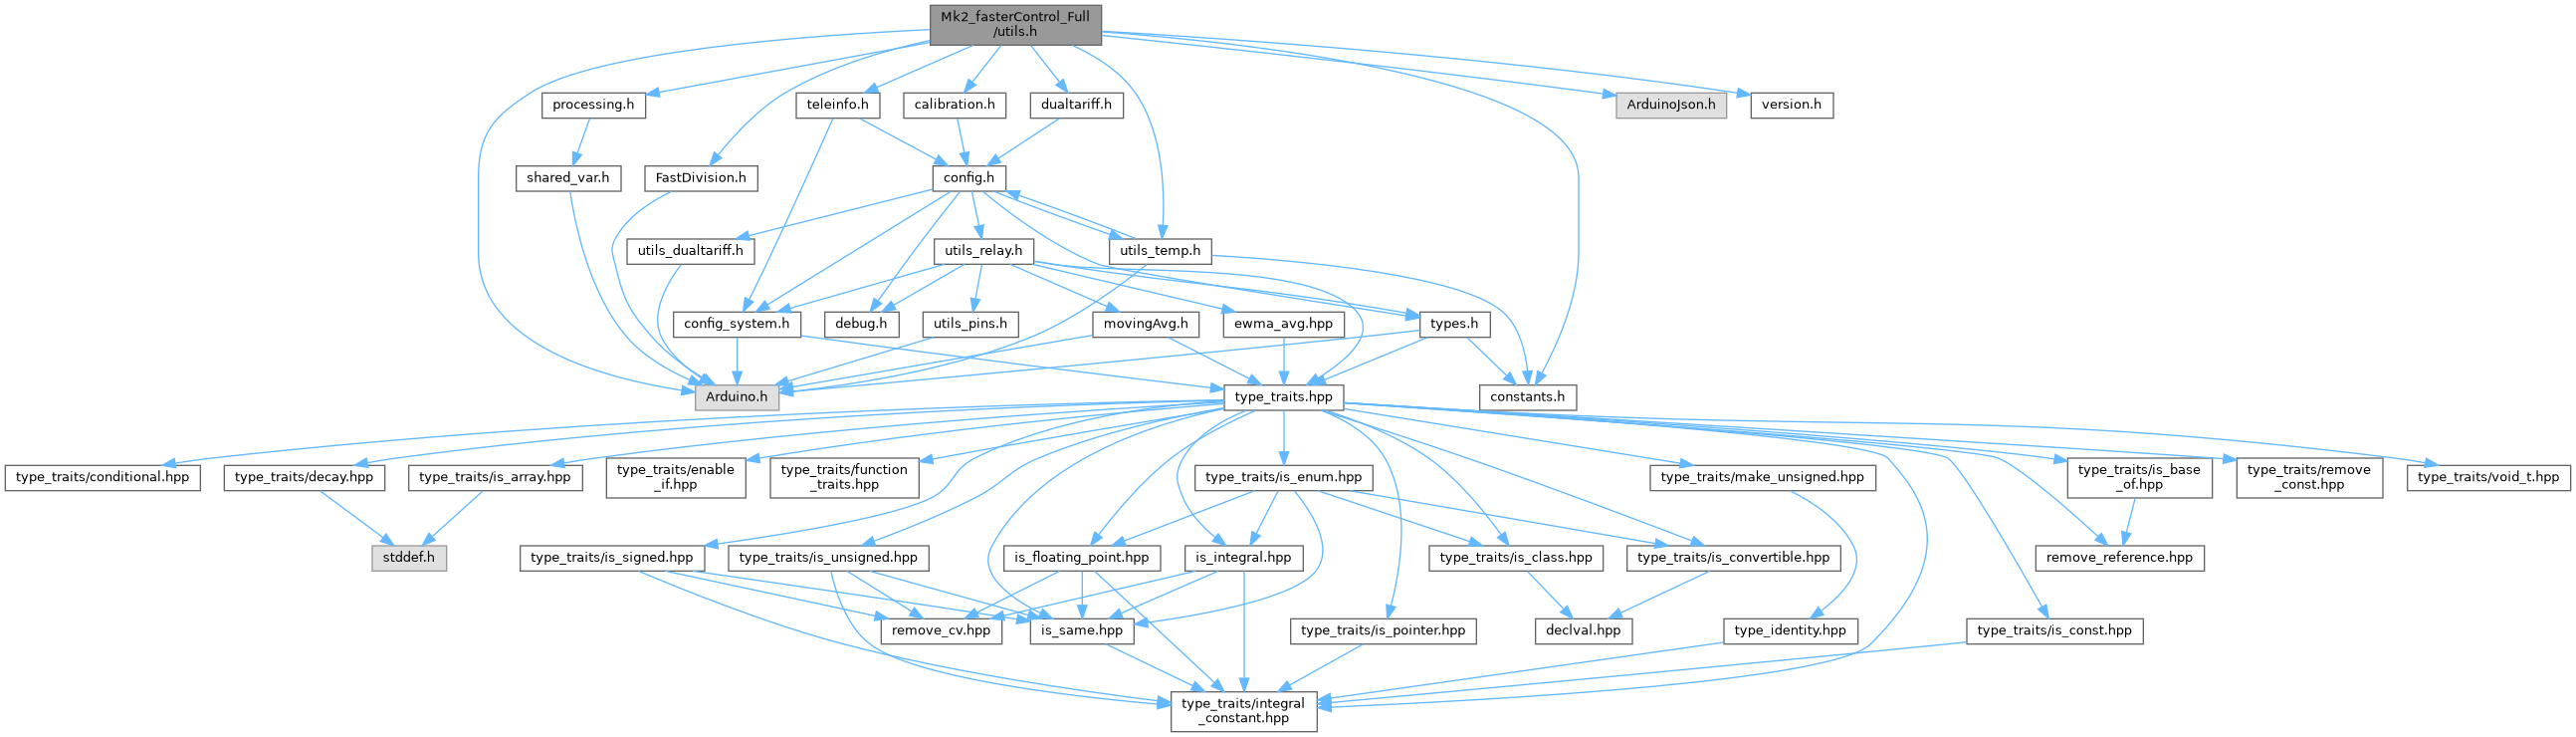 Mk2_fasterControl_Full
/utils.h
processing.h
teleinfo.h
calibration.h
dualtariff.h
ArduinoJson.h
version.h
shared_var.h
FastDivision.h
config.h
utils_dualtariff.h
utils_relay.h
utils_temp.h
config_system.h
debug.h
utils_pins.h
movingAvg.h
ewma_avg.hpp
types.h
Arduino.h
type_traits.hpp
constants.h
type_traits/conditional.hpp
type_traits/decay.hpp
type_traits/is_array.hpp
type_traits/enable
_if.hpp
type_traits/function
_traits.hpp
type_traits/is_enum.hpp
type_traits/make_unsigned.hpp
type_traits/is_base
_of.hpp
type_traits/remove
_const.hpp
type_traits/void_t.hpp
stddef.h
type_traits/is_signed.hpp
type_traits/is_unsigned.hpp
is_floating_point.hpp
is_integral.hpp
type_traits/is_class.hpp
type_traits/is_convertible.hpp
remove_reference.hpp
remove_cv.hpp
is_same.hpp
type_traits/is_pointer.hpp
declval.hpp
type_identity.hpp
type_traits/is_const.hpp
type_traits/integral
_constant.hpp